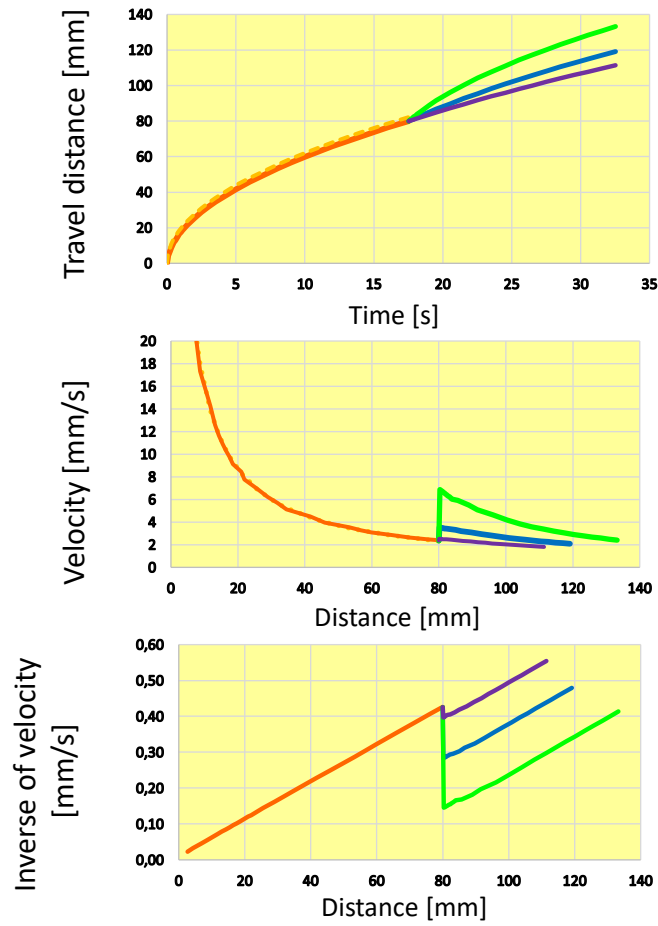 Travel distance [mm]
140
120
100
80
60
40
20
0
0 5 10 15 20 25 30 35
Time [s]
Velocity [mm/s]
20
18
16
14
12
10
8
6
4
2
0
0 20 40 60 80 100 120 140
Distance [mm]
Inverse of velocity
[mm/s]
0,60
0,50
0,40
0,30
0,20
0,10
0,00
0 20 40 60 80 100 120 140
Distance [mm]